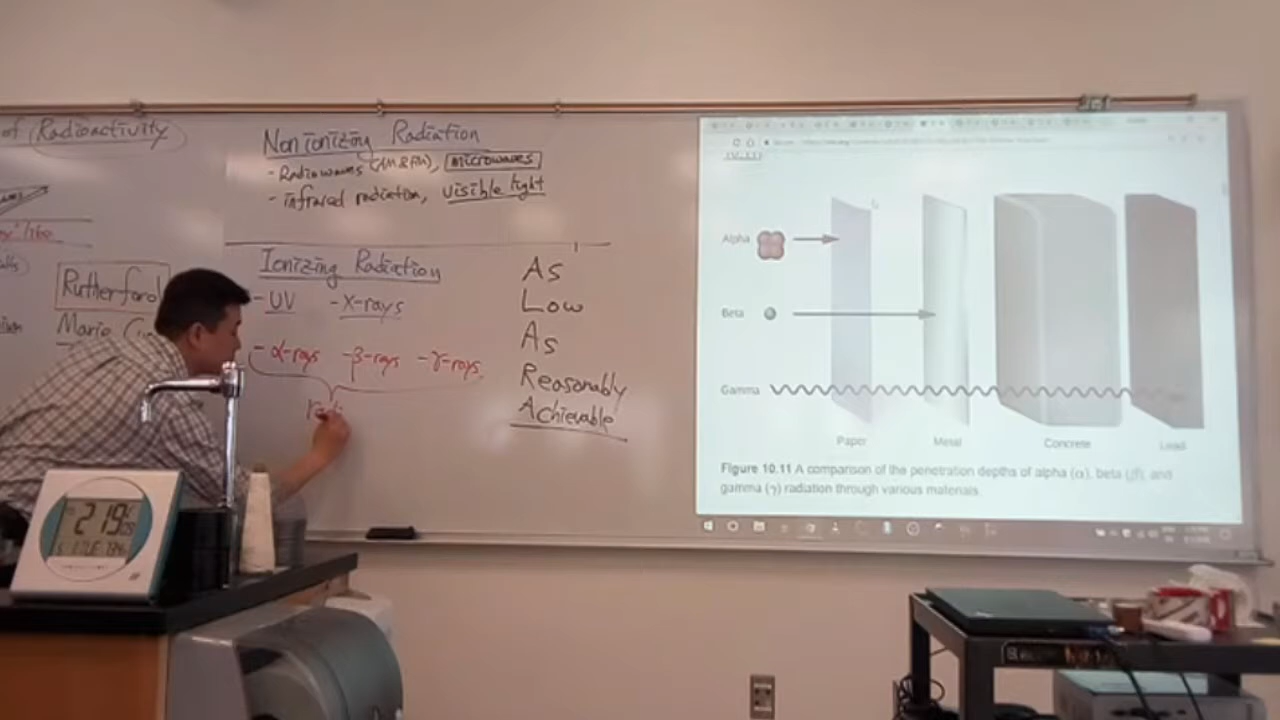 of Radioactivity
Rutherford
Marie
Nonionizing Radiation
- Radiowaves (AM & FM), microwaves
- infrared radiation, visible light
Ionizing Radiation
- UV - X-rays
- α-rays - β-rays - γ-rays
As
Low
As
Reasonably
Achievable
Alpha
Beta
Gamma
Paper Metal Concrete Lead
Figure 10.11 A comparison of the penetration depths of alpha (α), beta (β), and
gamma (γ) radiation through various materials.